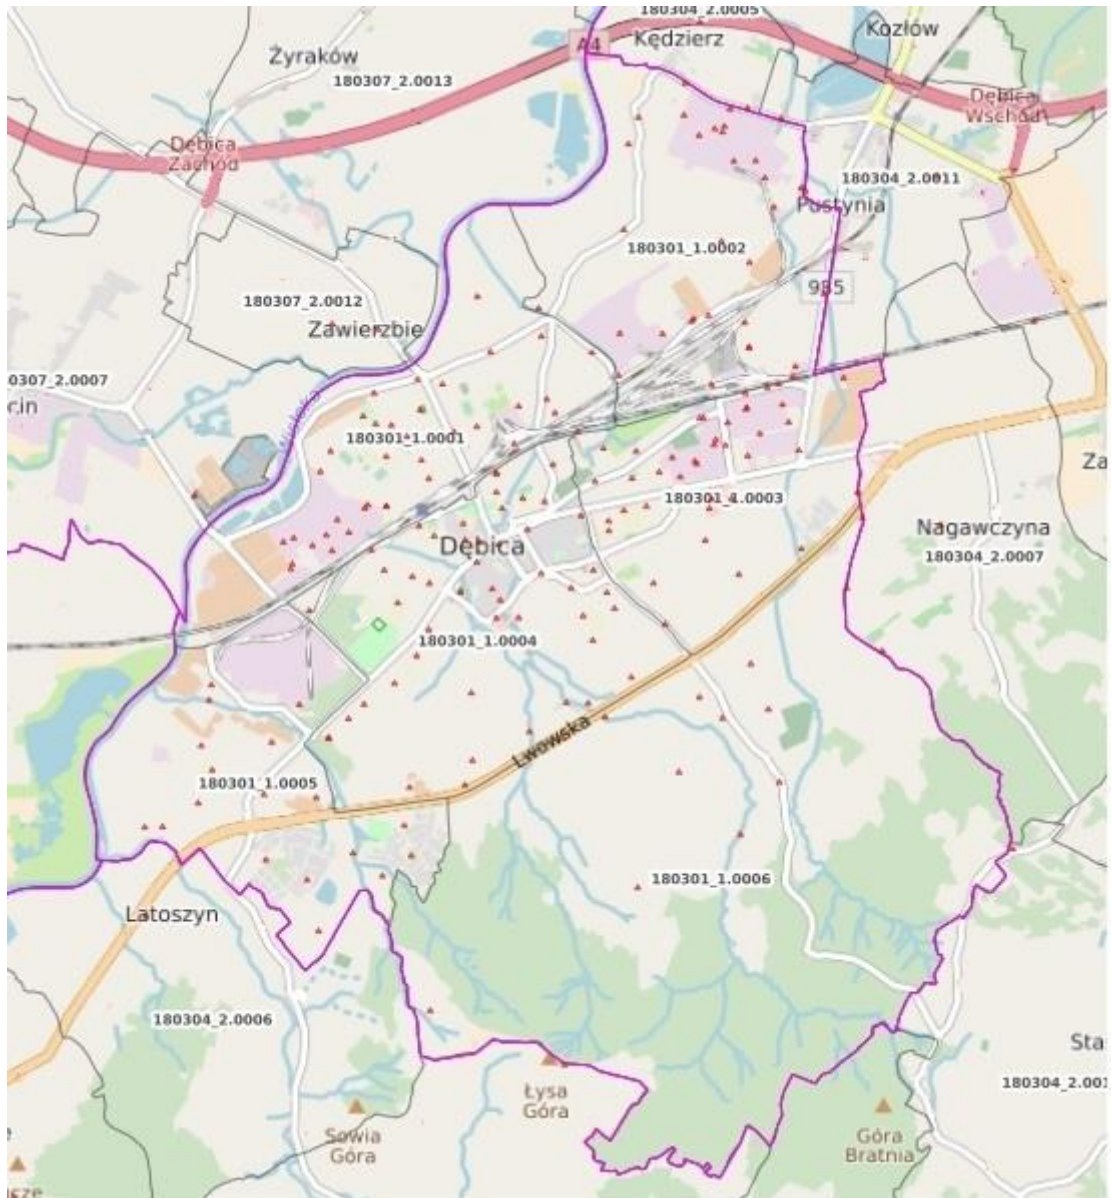 180304_2.0005
Kozłów
A4
Kędzierz
Żyraków
180307_2.0013
Dębica
Wschód
Dębica
Zachód
180304_2.0011
Pustynia
180301_1.0002
985
180307_2.0012
Zawierzbie
0307_2.0007
r.in
180301_1.0001
Za
180301_1.0003
Nagawczyna
Dębica
180304_2.0007
180301_1.0004
Lwowska
180301_1.0005
180301_1.0006
Latoszyn
180304_2.0006
Sta
180304_2.001
Łysa
Góra
Sowia
Góra
Góra
Bratnia